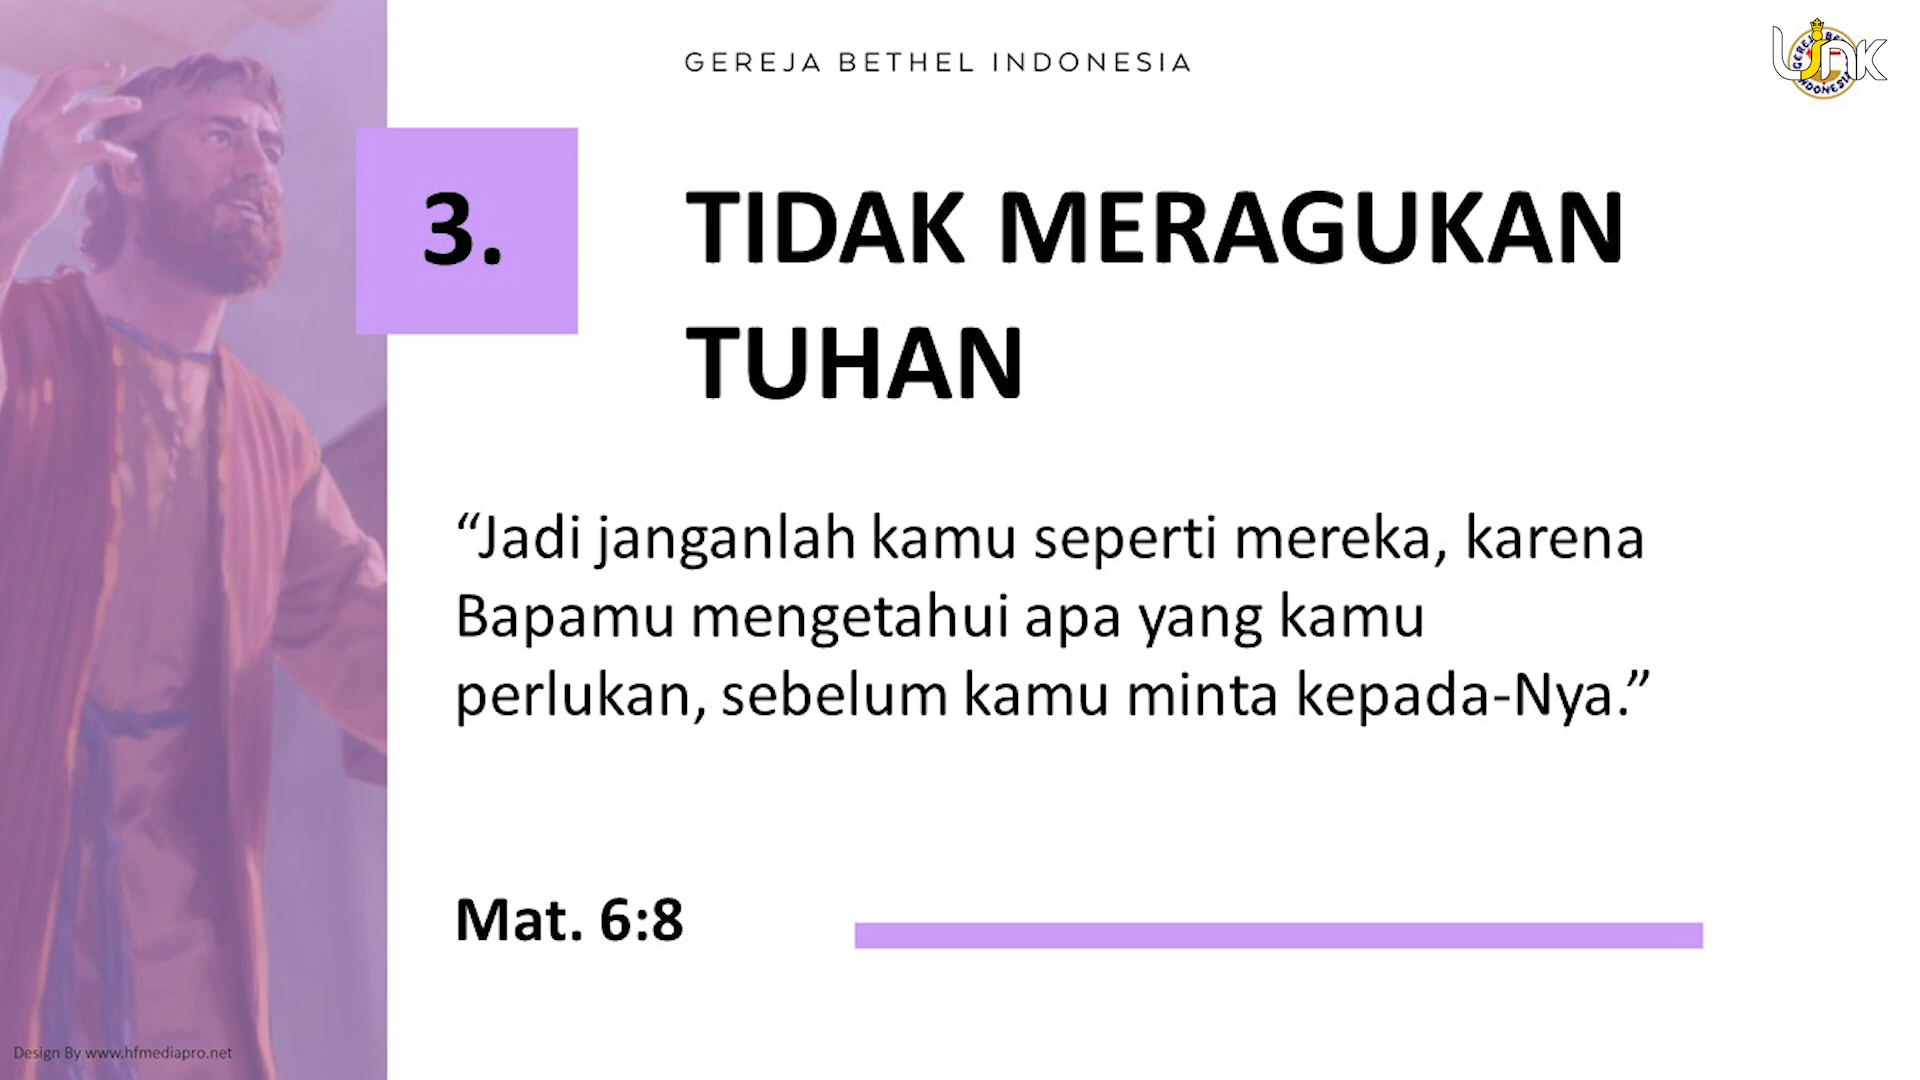 GEREJA BETHEL INDONESIA
3.
TIDAK MERAGUKAN
TUHAN
“Jadi janganlah kamu seperti mereka, karena
Bapamu mengetahui apa yang kamu
perlukan, sebelum kamu minta kepada-Nya.”
Mat. 6:8
Design By www.hfmediapro.net